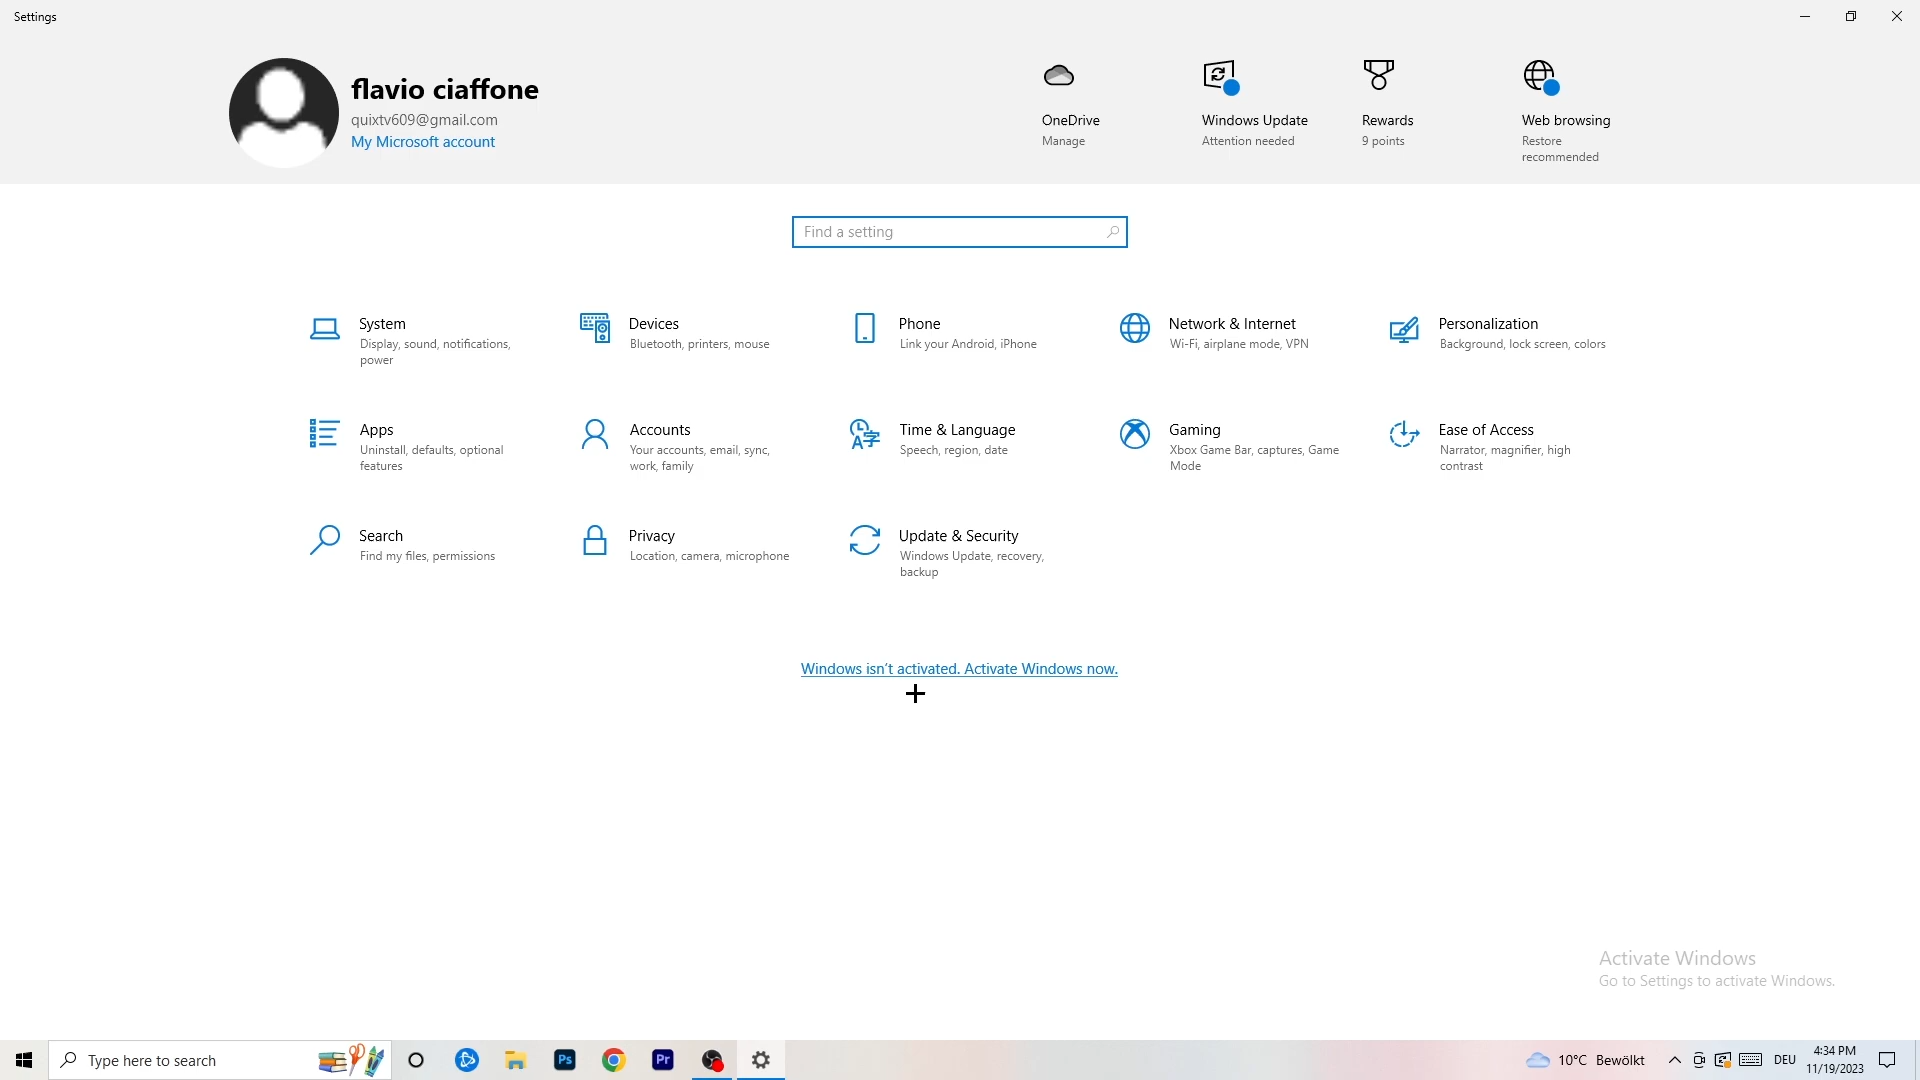 Settings
flavio ciaffone
quixtv609@gmail.com
My Microsoft account
OneDrive
Manage
Windows Update
Attention needed
Rewards
9 points
Web browsing
Restore
recommended
Find a setting
System
Display, sound, notifications,
power
Devices
Bluetooth, printers, mouse
Phone
Link your Android, iPhone
Network & Internet
Wi-Fi, airplane mode, VPN
Personalization
Background, lock screen, colors
Apps
Uninstall, defaults, optional
features
Accounts
Your accounts, email, sync,
work, family
Time & Language
Speech, region, date
Gaming
Xbox Game Bar, captures, Game
Mode
Ease of Access
Narrator, magnifier, high
contrast
Search
Find my files, permissions
Privacy
Location, camera, microphone
Update & Security
Windows Update, recovery,
backup
Windows isn't activated. Activate Windows now.
Activate Windows
Go to Settings to activate Windows.
Type here to search
Ps
Pr
10°C Bewölkt
DEU
4:34 PM
11/19/2023